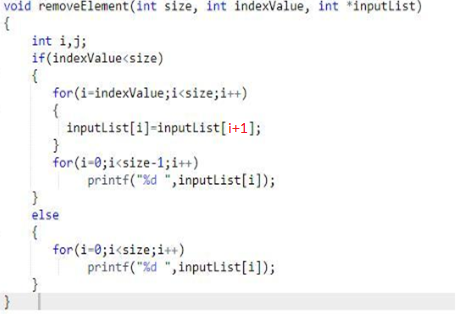 void removeElement(int size, int indexValue, int *inputList)
{
int i,j;
if(indexValue<size)
{
for(i=indexValue;i<size;i++)
{
inputList[i]=inputList[i+1];
}
for(i=0;i<size-1;i++)
printf("%d ",inputList[i]);
}
else
{
for(i=0;i<size;i++)
printf("%d ",inputList[i]);
}
}